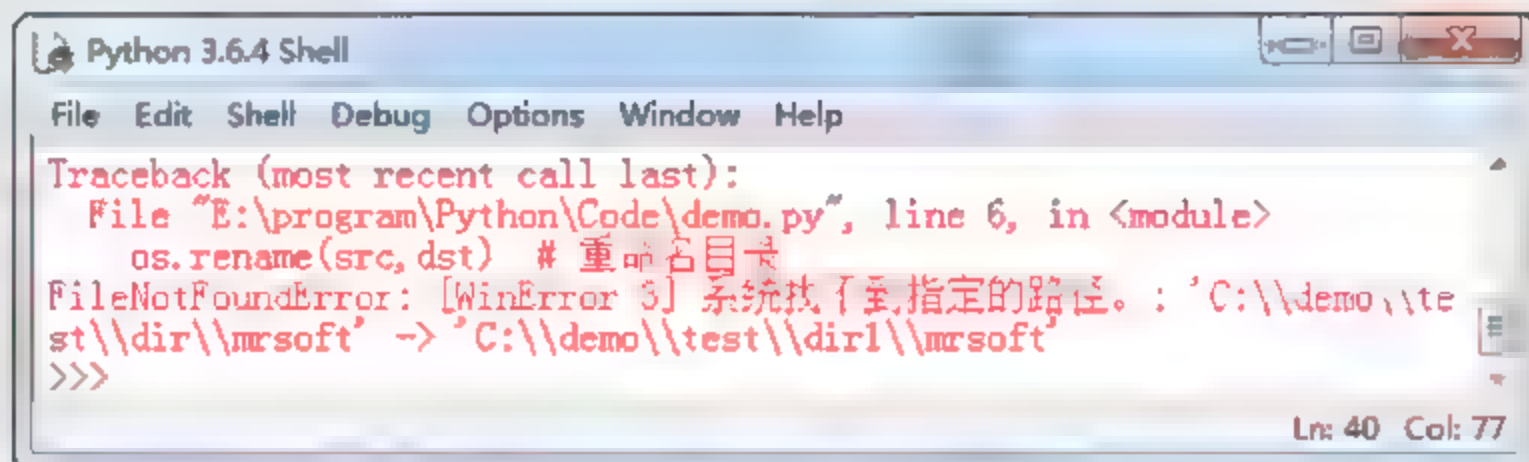 Python 3.6.4 Shell
File Edit Shell Debug Options Window Help
Traceback (most recent call last):
File "E:\program\Python\Code\demo.py", line 6, in <module>
os.rename(src,dst) # 重命名目录
FileNotFoundError: [WinError 3] 系统找不到指定的路径。: 'C:\\demo\\te
st\\dir\\mrsoft' -> 'C:\\demo\\test\\dir1\\mrsoft'
>>>
Ln: 40 Col: 77